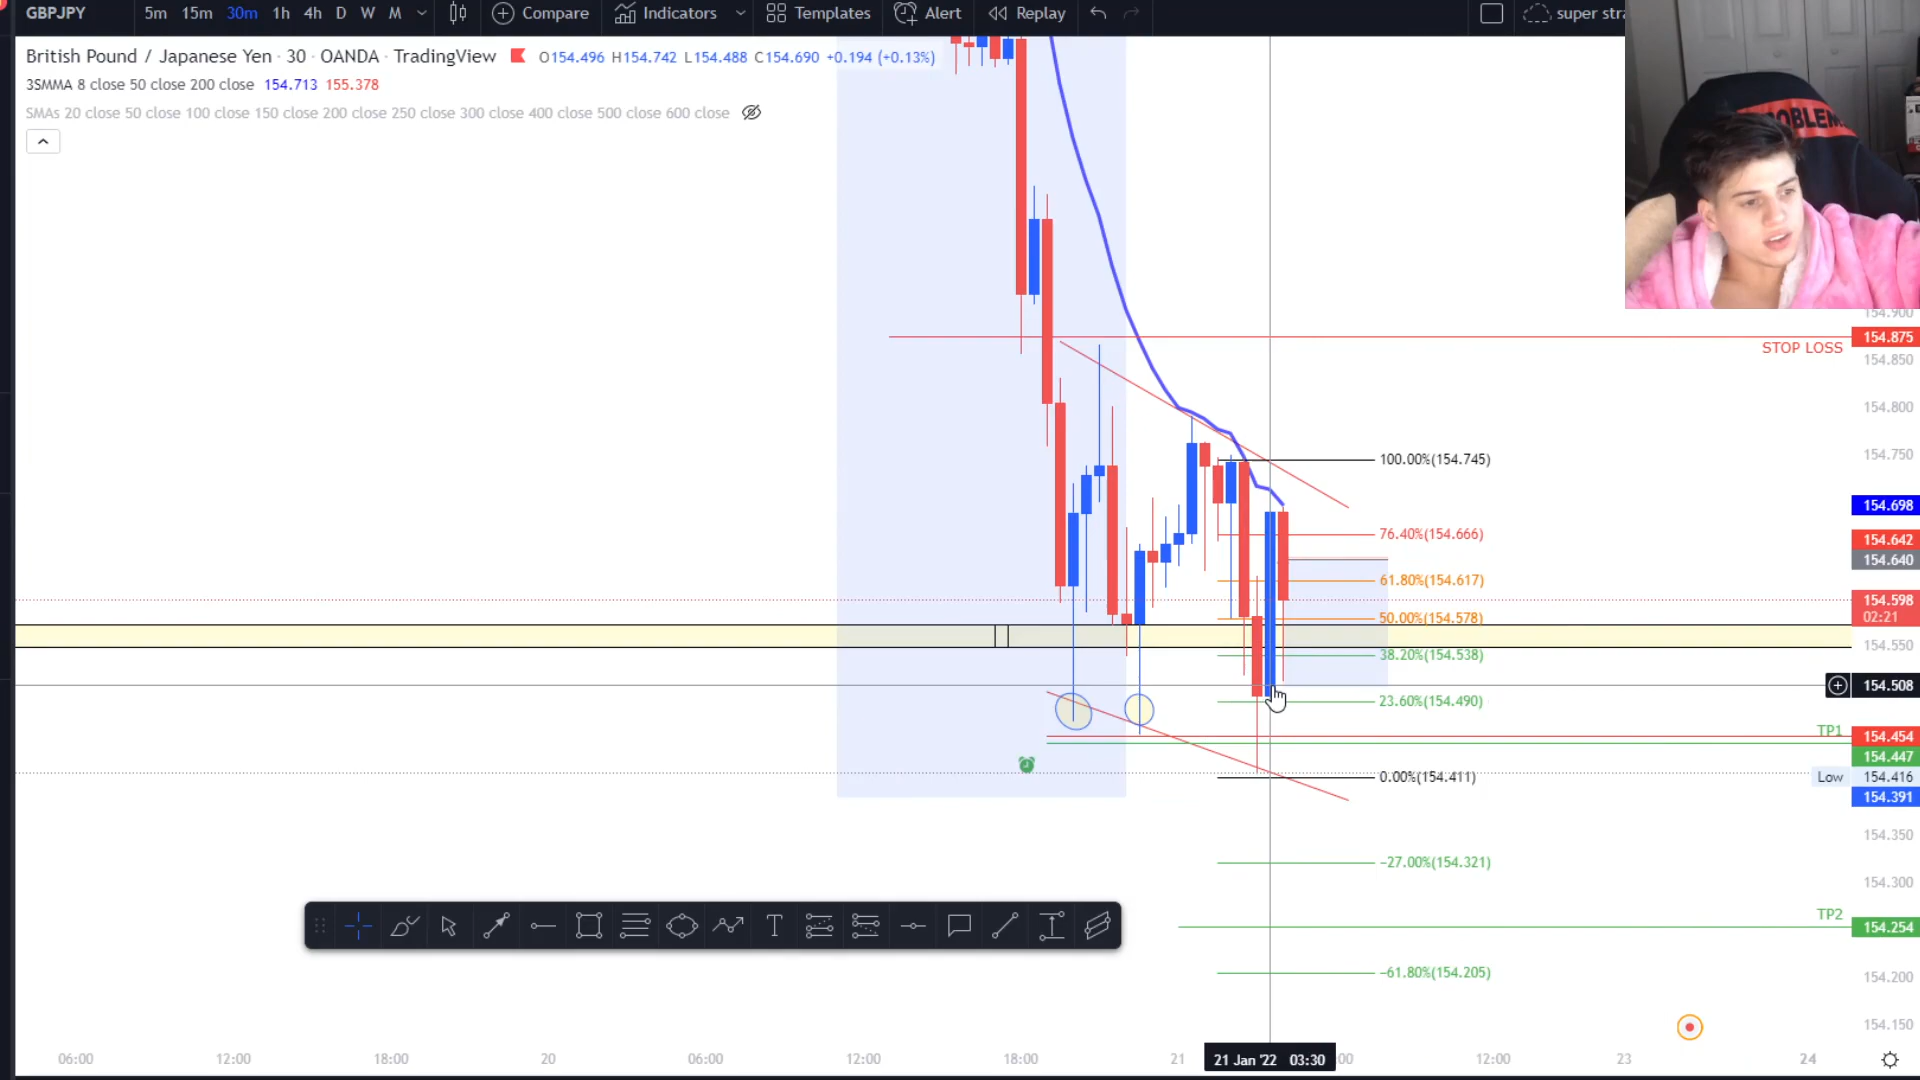 GBPJPY 5m 15m 30m 1h 4h D W M Compare Indicators Templates Alert Replay super stra
British Pound / Japanese Yen · 30 · OANDA · TradingView O154.496 H154.742 L154.488 C154.690 +0.194 (+0.13%)
3SMMA 8 close 50 close 200 close 154.713 155.378
SMAs 20 close 50 close 100 close 150 close 200 close 250 close 300 close 400 close 500 close 600 close
OBLEM
154.900
154.875
STOP LOSS
154.850
154.800
154.750
100.00%(154.745)
154.698
76.40%(154.666)
154.642
154.640
61.80%(154.617)
154.598
02:21
50.00%(154.578)
154.550
38.20%(154.538)
154.508
23.60%(154.490)
TP1
154.454
154.447
0.00%(154.411)
Low 154.416
154.391
154.350
-27.00%(154.321)
154.300
TP2
154.254
-61.80%(154.205)
154.200
154.150
T
06:00 12:00 18:00 20 06:00 12:00 18:00 21 21 Jan '22 03:30 :00 12:00 23 24